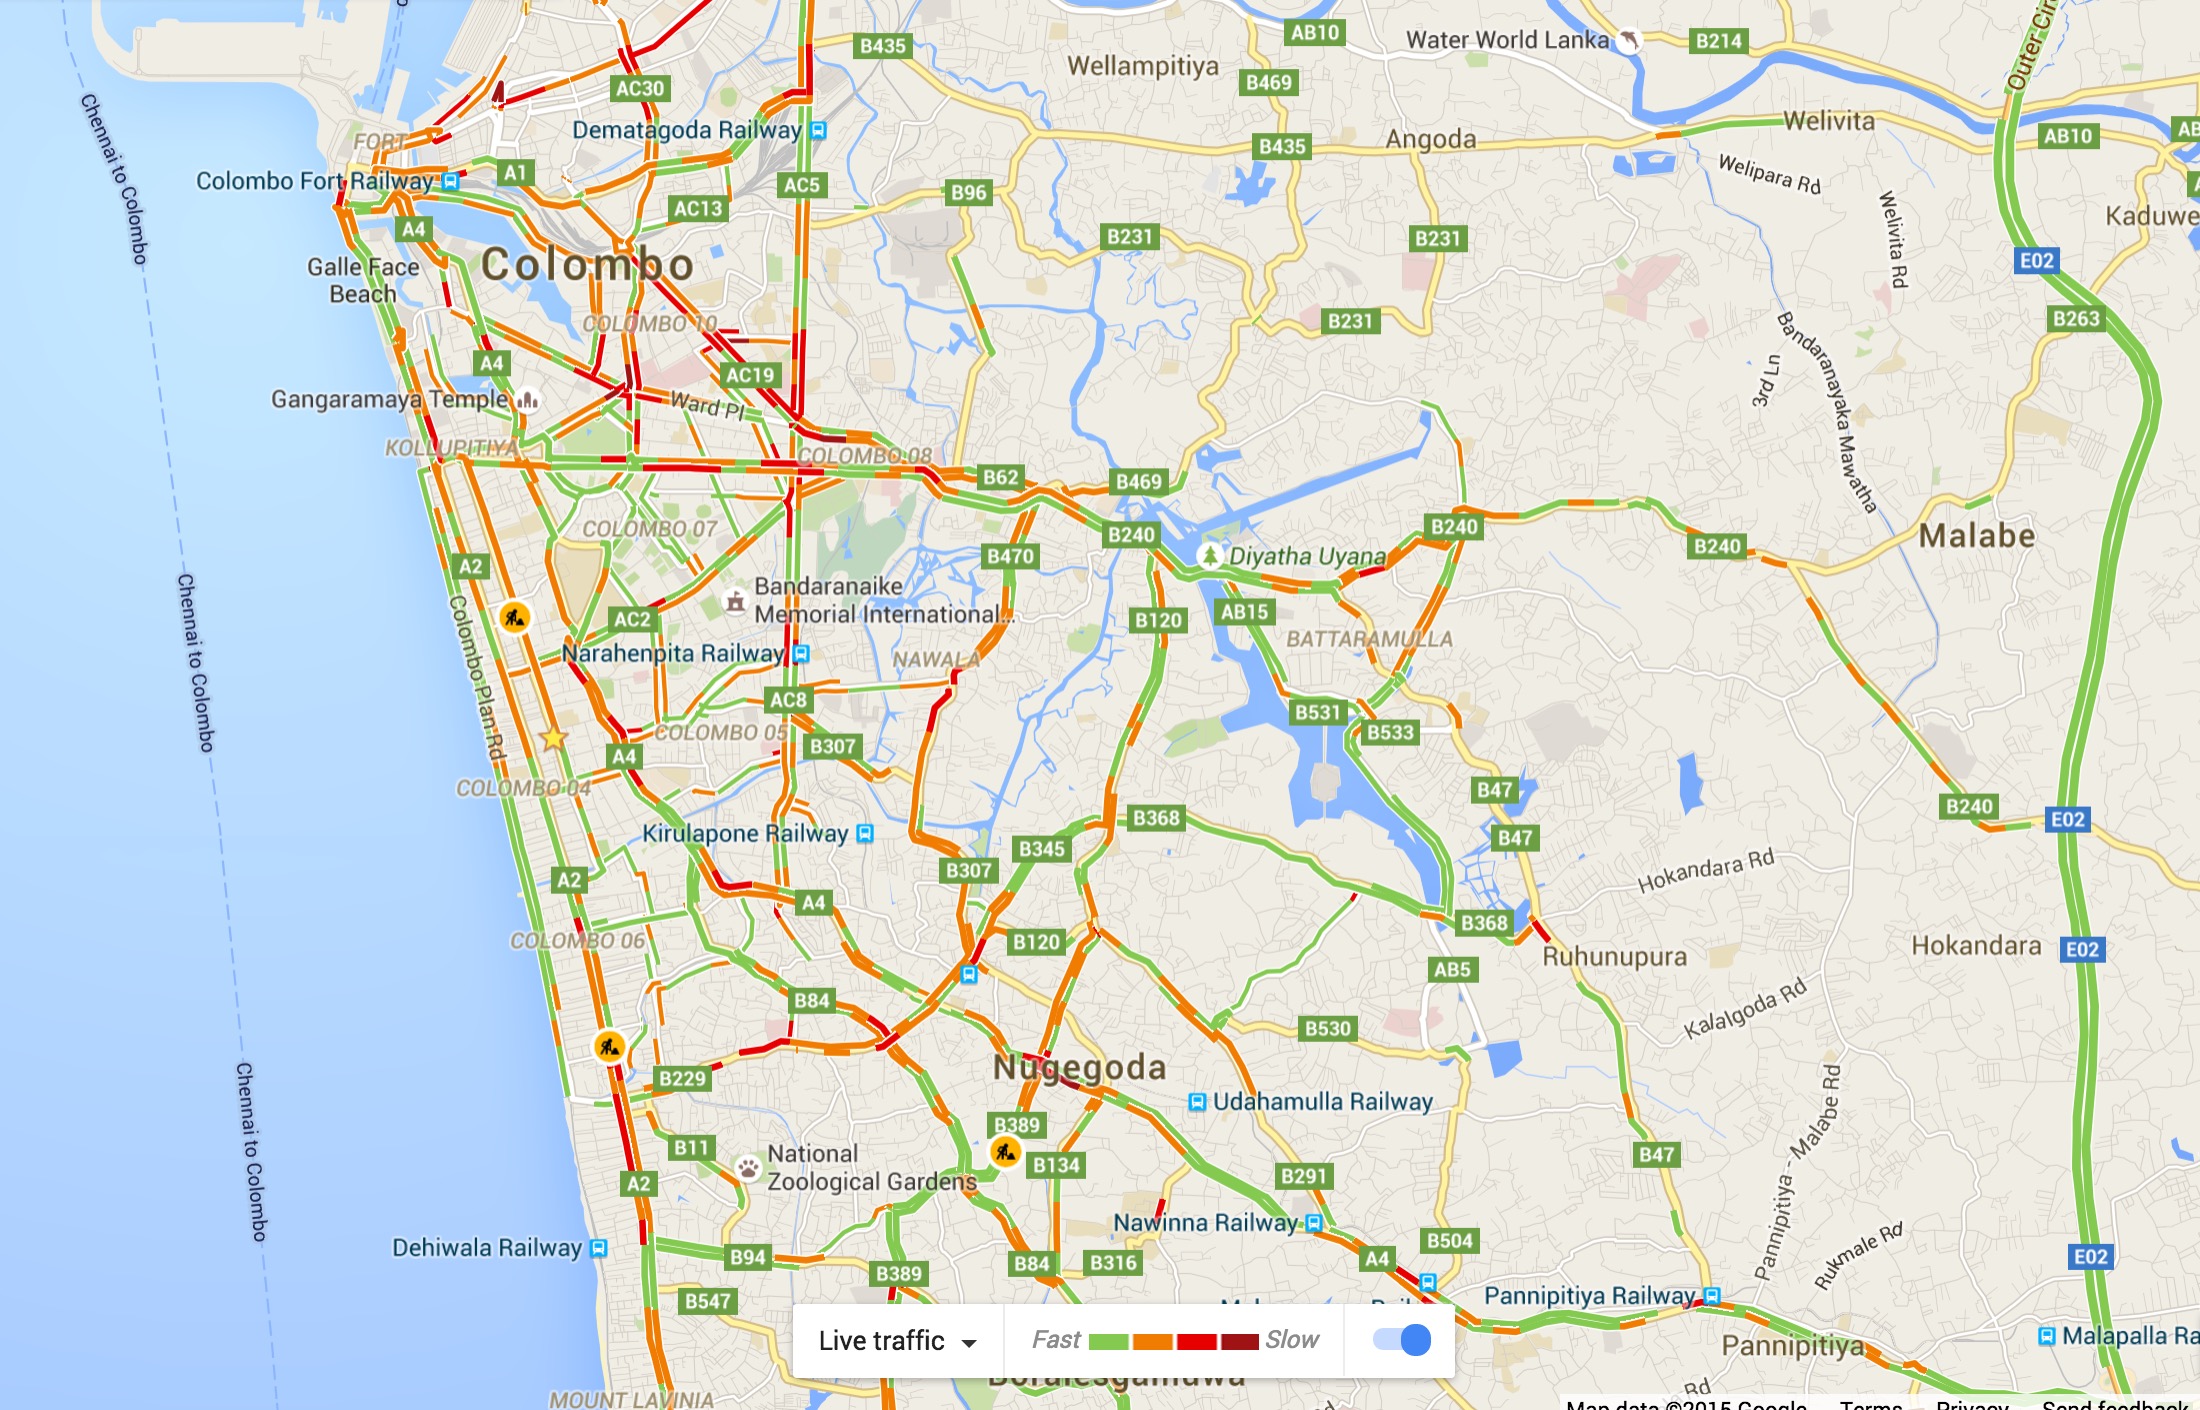 Outer Cir
B435
AB10
Water World Lanka
B214
Wellampitiya
B469
AC30
FORT
Dematagoda Railway
B435
Angoda
Welivita
AB10
AB
Chennai to Colombo
Colombo Fort Railway
A1
AC5
B96
Welipara Rd
AC13
A4
B231
B231
Welivita Rd
Kaduwe
Colombo
Galle Face
Beach
E02
COLOMBO 10
B231
B263
Bandaranayaka Mawatha
A4
AC19
3rd Ln
Gangaramaya Temple
Ward Pl
KOLLUPITIYA
COLOMBO 08
B62
B469
COLOMBO 07
B240
B240
B240
Malabe
A2
B470
Diyatha Uyana
Chennai to Colombo
Colombo Plan Rd
Bandaranaike
Memorial International...
AC2
B120
AB15
BATTARAMULLA
Narahenpita Railway
NAWALA
AC8
B531
COLOMBO 05
B533
A4
B307
COLOMBO 04
B47
B240
E02
Kirulapone Railway
B368
B47
B345
Hokandara Rd
A2
B307
A4
B368
COLOMBO 06
B120
Ruhunupura
Hokandara
E02
AB5
B84
Kalalgoda Rd
B530
Nugegoda
B229
Udahamulla Railway
Chennai to Colombo
B389
B11
National
Zoological Gardens
B134
B291
B47
Pannipitiya - Malabe Rd
A2
Nawinna Railway
Dehiwala Railway
B94
B84
B316
A4
B504
Rukmale Rd
E02
B389
B547
Pannipitiya Railway
Live traffic
Fast
Slow
Pannipitiya
Malapalla Ra
Boralesgamuwa
MOUNT LAVINIA
Rd
Map data ©2015 Google
Terms
Privacy
Send feedback